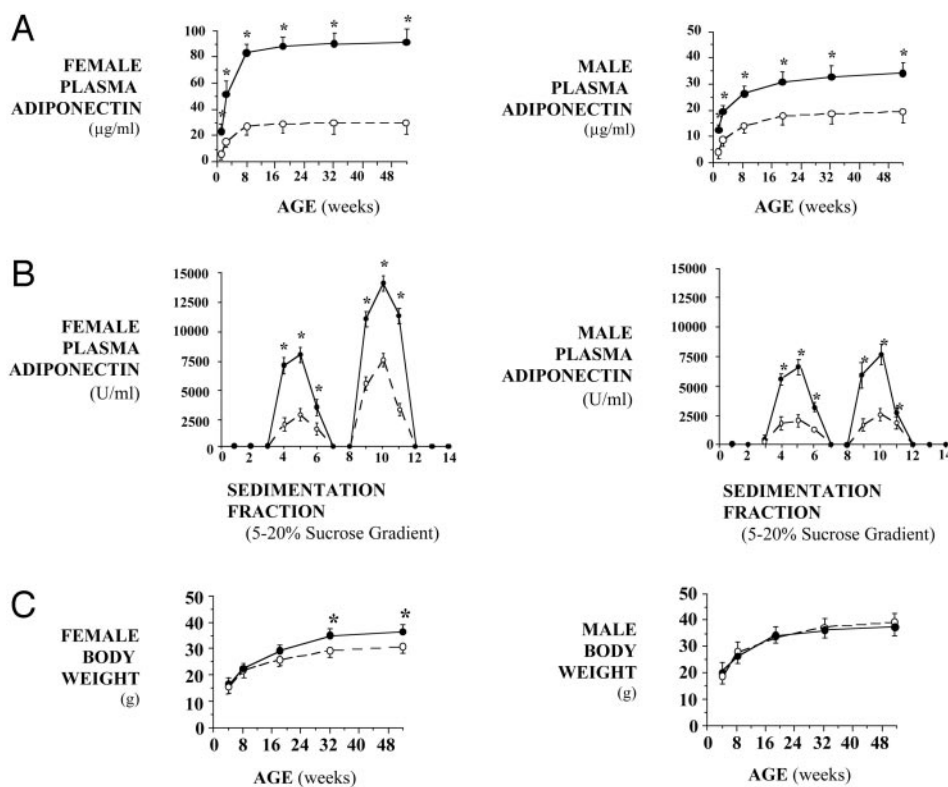 A
FEMALE
PLASMA
ADIPONECTIN
(µg/ml)
100
80
60
40
20
0
*
*
*
*
*
*
0 8 16 24 32 40 48
AGE (weeks)
MALE
PLASMA
ADIPONECTIN
(µg/ml)
50
40
30
20
10
0
*
*
*
*
*
*
0 8 16 24 32 40 48
AGE (weeks)
B
FEMALE
PLASMA
ADIPONECTIN
(U/ml)
15000
12500
10000
7500
5000
2500
0
*
*
*
*
*
*
0 2 4 6 8 10 12 14
SEDIMENTATION
FRACTION
(5-20% Sucrose Gradient)
MALE
PLASMA
ADIPONECTIN
(U/ml)
15000
12500
10000
7500
5000
2500
0
*
*
*
*
*
*
0 2 4 6 8 10 12 14
SEDIMENTATION
FRACTION
(5-20% Sucrose Gradient)
C
FEMALE
BODY
WEIGHT
(g)
50
40
30
20
10
0
*
*
0 8 16 24 32 40 48
AGE (weeks)
MALE
BODY
WEIGHT
(g)
50
40
30
20
10
0
0 8 16 24 32 40 48
AGE (weeks)